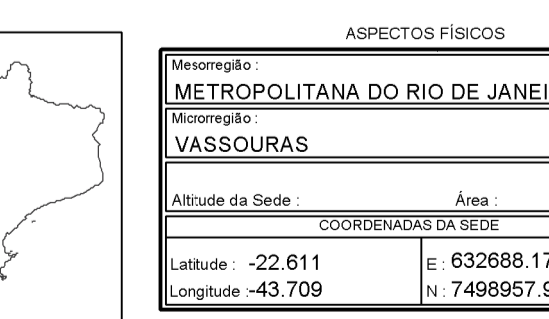 ASPECTOS FÍSICOS
Mesorregião :
METROPOLITANA DO RIO DE JANEI
Microrregião :
VASSOURAS
Altitude da Sede : Área :
COORDENADAS DA SEDE
Latitude : -22.611 E : 632688.17
Longitude :-43.709 N : 7498957.9